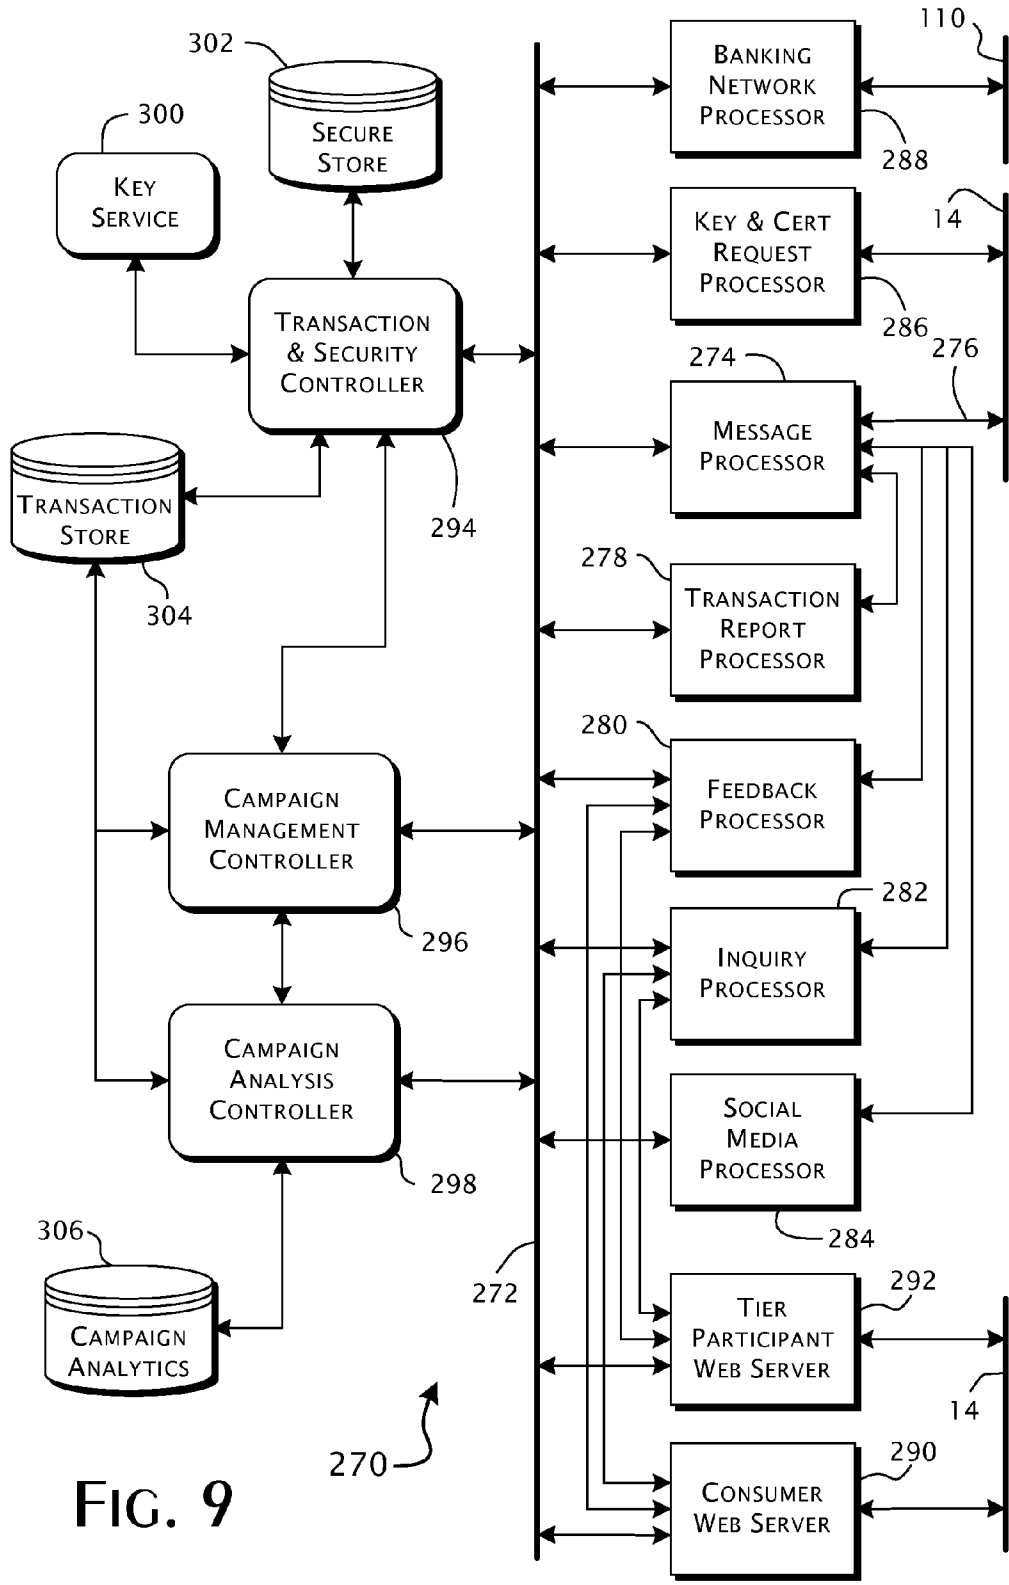 302
SECURE
STORE
300
KEY
SERVICE
TRANSACTION
& SECURITY
CONTROLLER
294
TRANSACTION
STORE
304
CAMPAIGN
MANAGEMENT
CONTROLLER
296
CAMPAIGN
ANALYSIS
CONTROLLER
298
306
CAMPAIGN
ANALYTICS
270
FIG. 9
272
BANKING
NETWORK
PROCESSOR
288
110
KEY & CERT
REQUEST
PROCESSOR
286
14
274
276
MESSAGE
PROCESSOR
278
TRANSACTION
REPORT
PROCESSOR
280
FEEDBACK
PROCESSOR
282
INQUIRY
PROCESSOR
SOCIAL
MEDIA
PROCESSOR
284
292
TIER
PARTICIPANT
WEB SERVER
14
290
CONSUMER
WEB SERVER